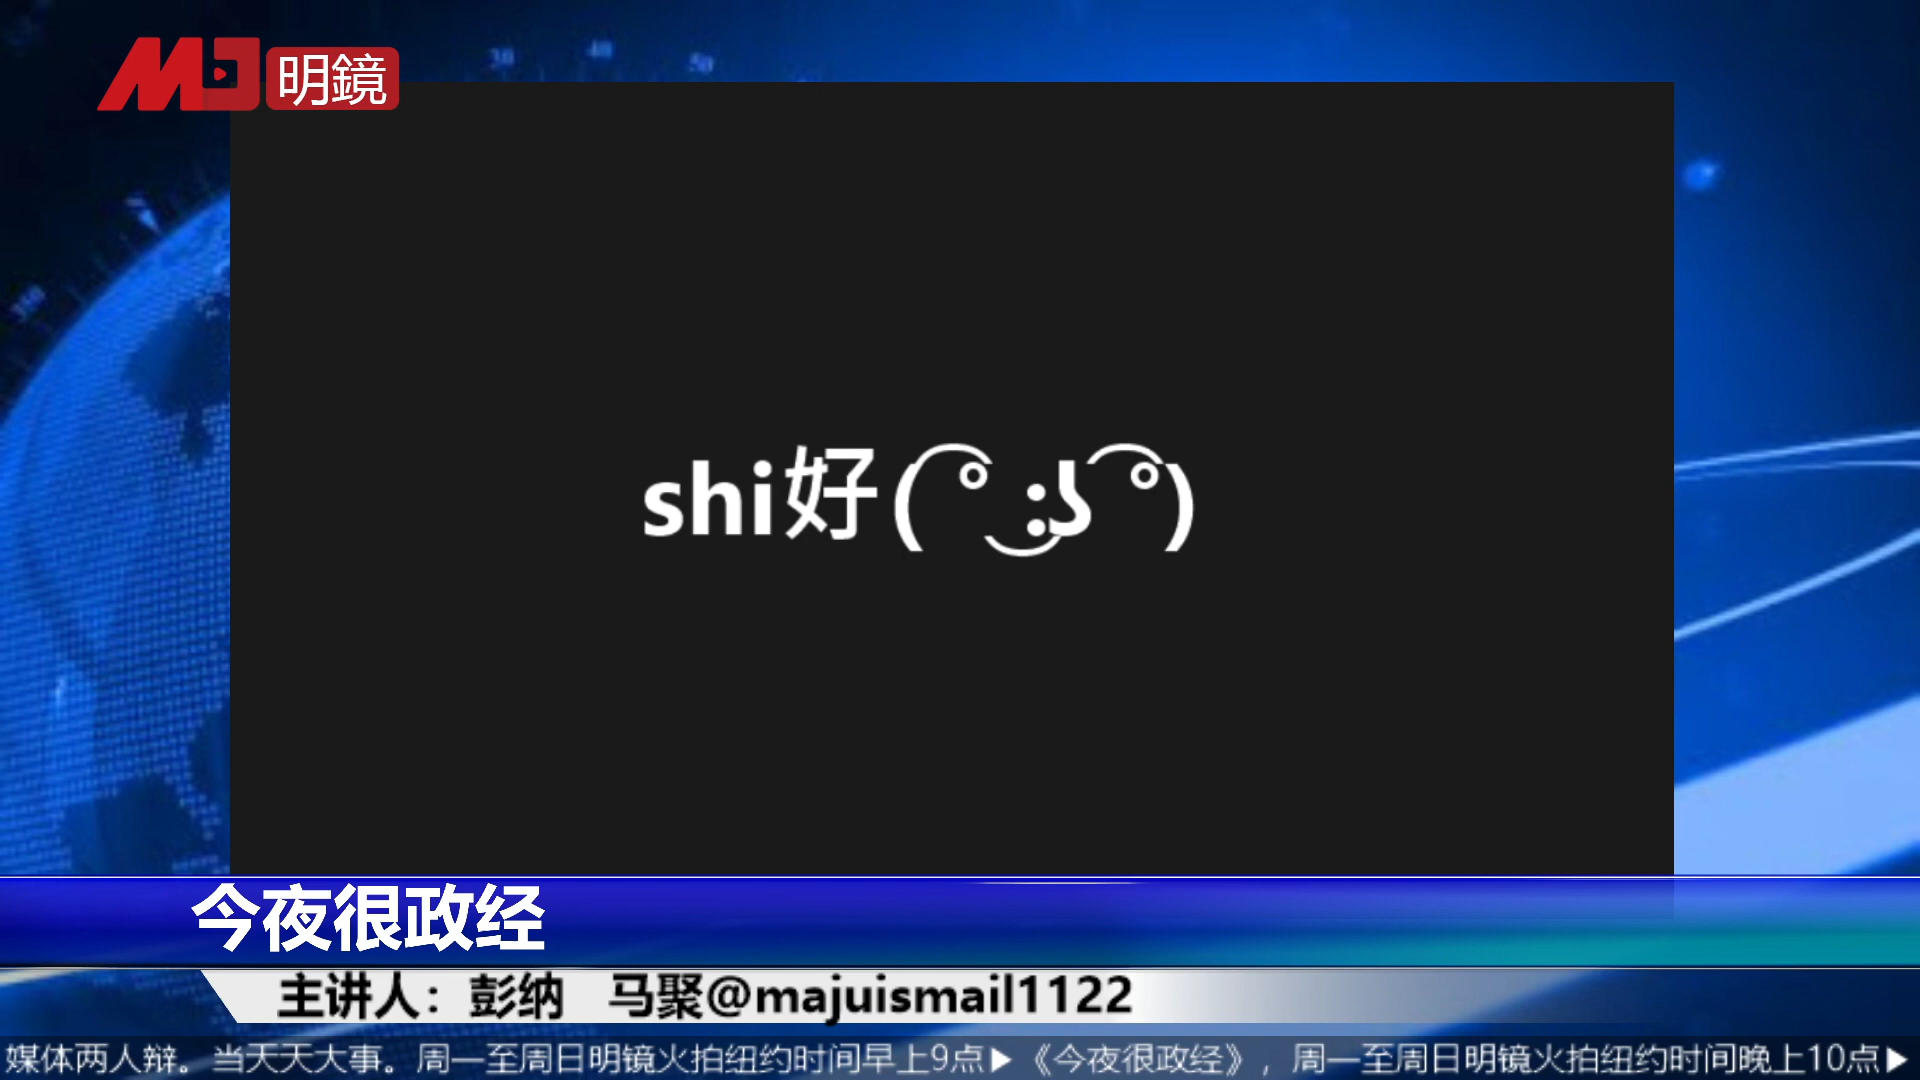 明鏡
30 40 50
shi好( ͡° ͜ :ʖ ͡°)
今夜很政经
主讲人：彭纳 马聚@majuismail1122
媒体两人辩。当天天大事。周一至周日明镜火拍纽约时间早上9点▶《今夜很政经》，周一至周日明镜火拍纽约时间晚上10点▶